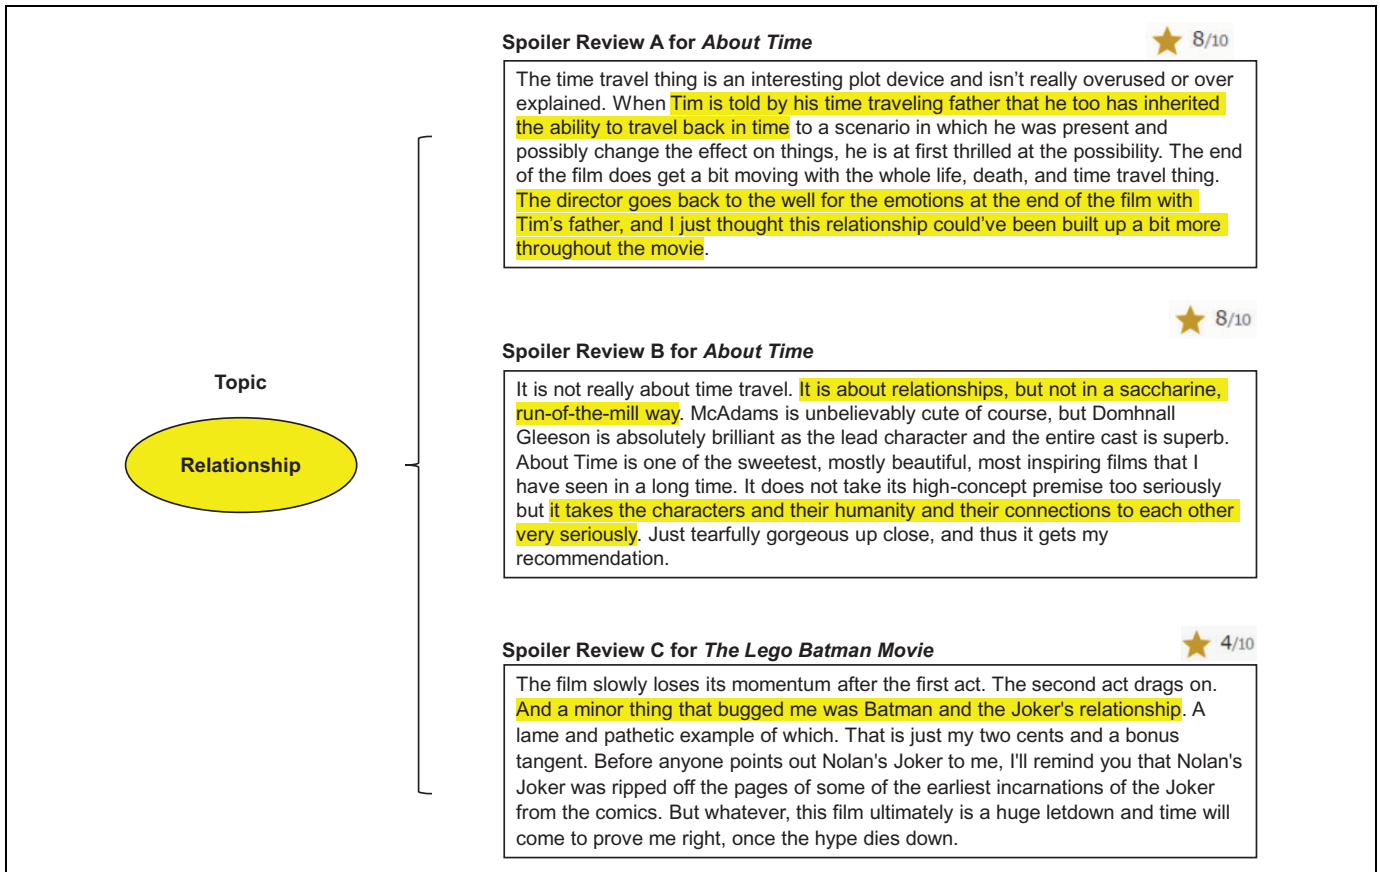 Spoiler Review A for About Time
8/10
The time travel thing is an interesting plot device and isn't really overused or over
explained. When Tim is told by his time traveling father that he too has inherited
the ability to travel back in time to a scenario in which he was present and
possibly change the effect on things, he is at first thrilled at the possibility. The end
of the film does get a bit moving with the whole life, death, and time travel thing.
The director goes back to the well for the emotions at the end of the film with
Tim's father, and I just thought this relationship could've been built up a bit more
throughout the movie.
8/10
Spoiler Review B for About Time
It is not really about time travel. It is about relationships, but not in a saccharine,
run-of-the-mill way. McAdams is unbelievably cute of course, but Domhnall
Gleeson is absolutely brilliant as the lead character and the entire cast is superb.
About Time is one of the sweetest, mostly beautiful, most inspiring films that I
have seen in a long time. It does not take its high-concept premise too seriously
but it takes the characters and their humanity and their connections to each other
very seriously. Just tearfully gorgeous up close, and thus it gets my
recommendation.
Topic
Relationship
Spoiler Review C for The Lego Batman Movie
4/10
The film slowly loses its momentum after the first act. The second act drags on.
And a minor thing that bugged me was Batman and the Joker's relationship. A
lame and pathetic example of which. That is just my two cents and a bonus
tangent. Before anyone points out Nolan's Joker to me, I'll remind you that Nolan's
Joker was ripped off the pages of some of the earliest incarnations of the Joker
from the comics. But whatever, this film ultimately is a huge letdown and time will
come to prove me right, once the hype dies down.